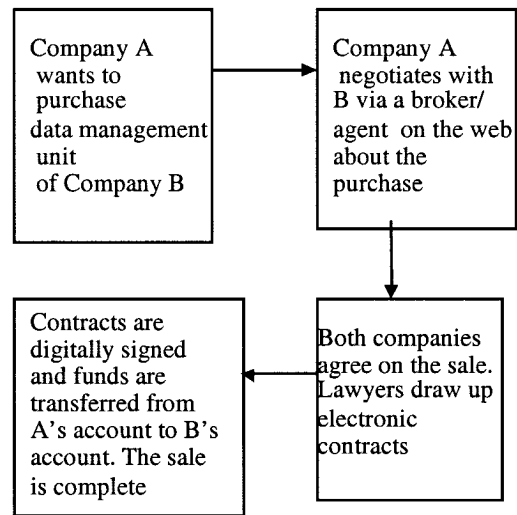 Company A
wants to
purchase
data management
unit
of Company B
Company A
negotiates with
B via a broker/
agent on the web
about the
purchase
Both companies
agree on the sale.
Lawyers draw up
electronic
contracts
Contracts are
digitally signed
and funds are
transferred from
A's account to B's
account. The sale
is complete